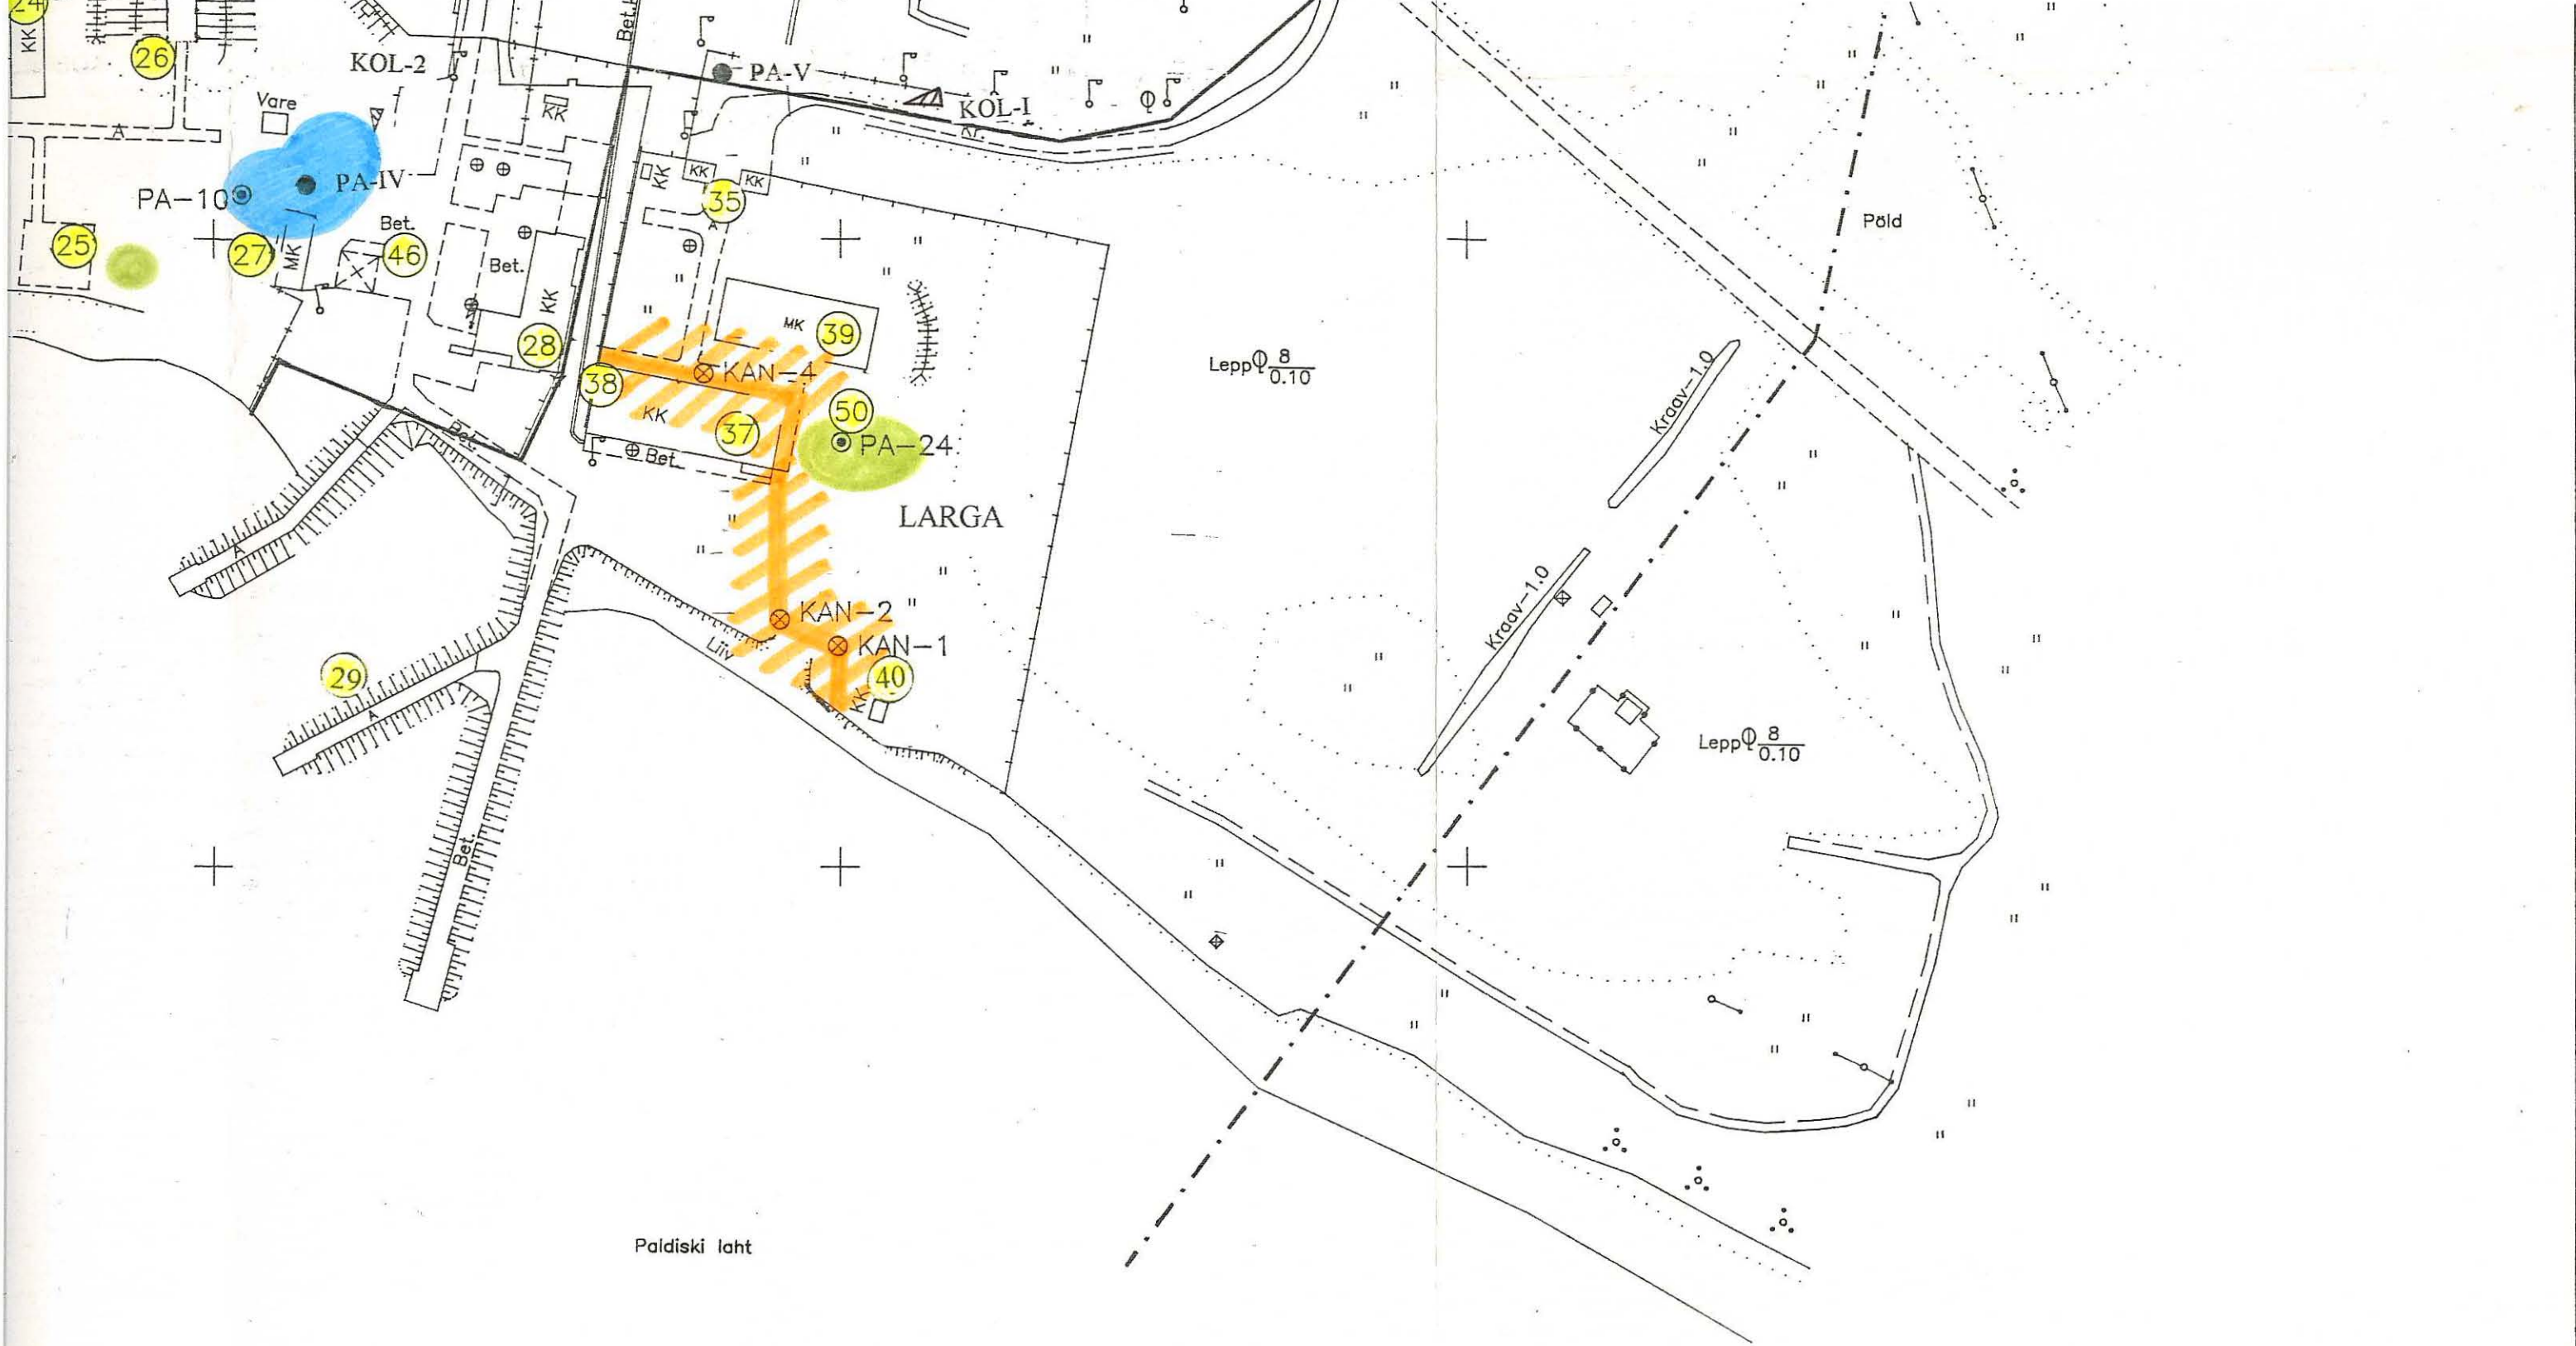 24
KK
26
KOL-2
Bet.
PA-V
KOL-I
Vare
A
KK
PA-IV
PA-10
KK
KK
KK
35
A
Põld
25
27
MK
Bet.
46
Bet.
KK
28
MK
39
Lepp 8
0.10
KAN-4
38
KK
37
50
PA-24
Bet.
Bet.
Kraav-1.0
LARGA
A
KAN-2
KAN-1
Liiv
Kraav-1.0
29
40
KK
A
Lepp 8
0.10
Bet.
Paldiski laht